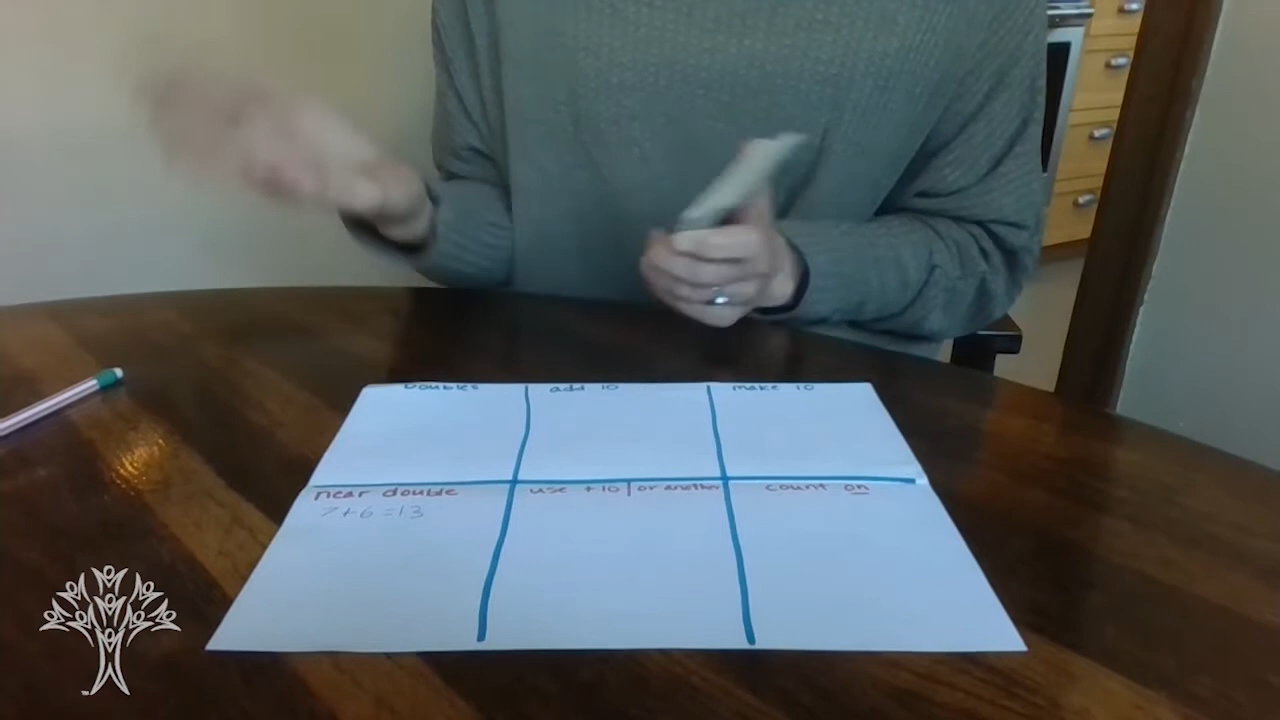 Doubles
add 10
make 10
near double
use +10 | or another
count on
7+6=13